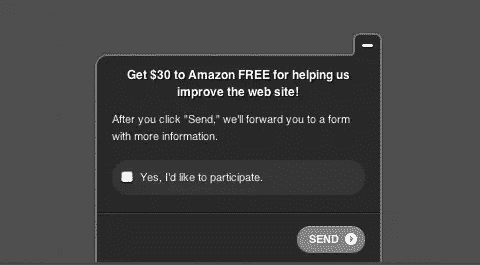 Get $30 to Amazon FREE for helping us
improve the web site!
After you click "Send," we'll forward you to a form
with more information.
Yes, I'd like to participate.
SEND